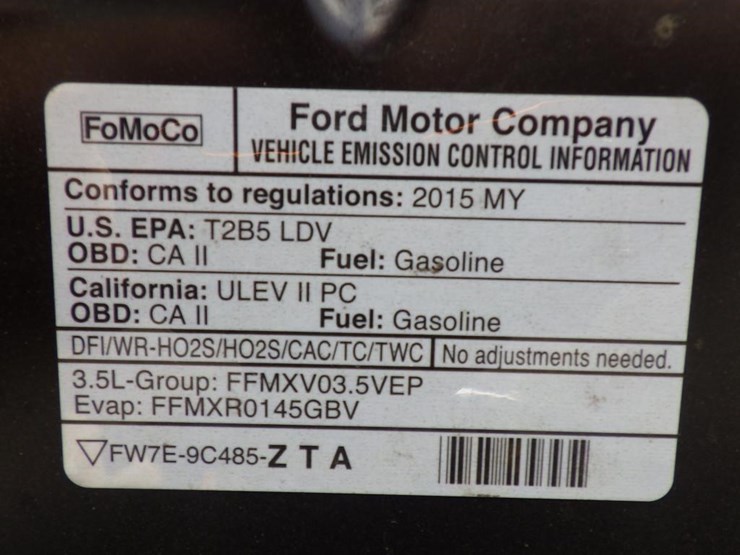 FoMoCo
Ford Motor Company
VEHICLE EMISSION CONTROL INFORMATION
Conforms to regulations: 2015 MY
U.S. EPA: T2B5 LDV
OBD: CA II Fuel: Gasoline
California: ULEV II PC
OBD: CA II Fuel: Gasoline
DFI/WR-HO2S/HO2S/CAC/TC/TWC No adjustments needed.
3.5L-Group: FFMXV03.5VEP
Evap: FFMXR0145GBV
FW7E-9C485-Z T A